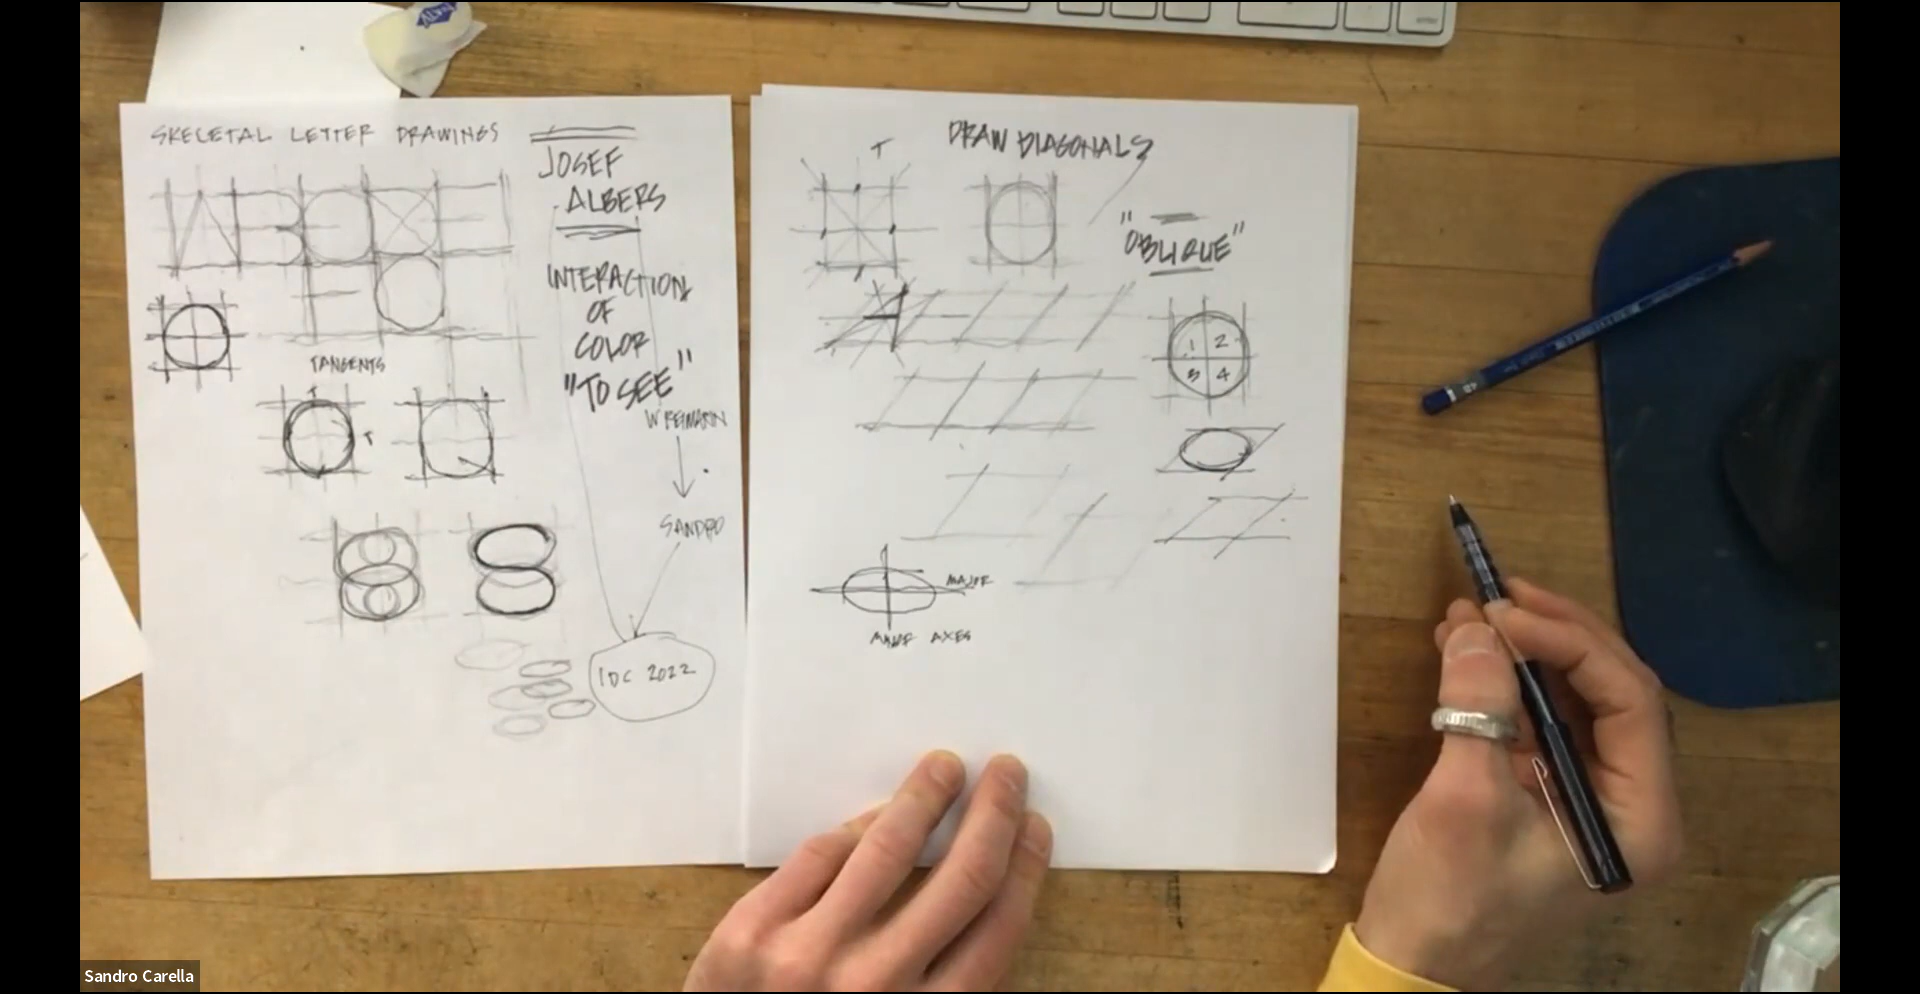 SKELETAL LETTER DRAWINGS
JOSEF
ALBERS
INTERACTION
OF
COLOR
"TO SEE"
TANGENTS
T
T
W REIMANN
SANDRO
IDC 2022
DRAW DIAGONALS
T
"OBLIQUE"
A
1 2
3 4
MAJOR
AXES
Sandro Carella